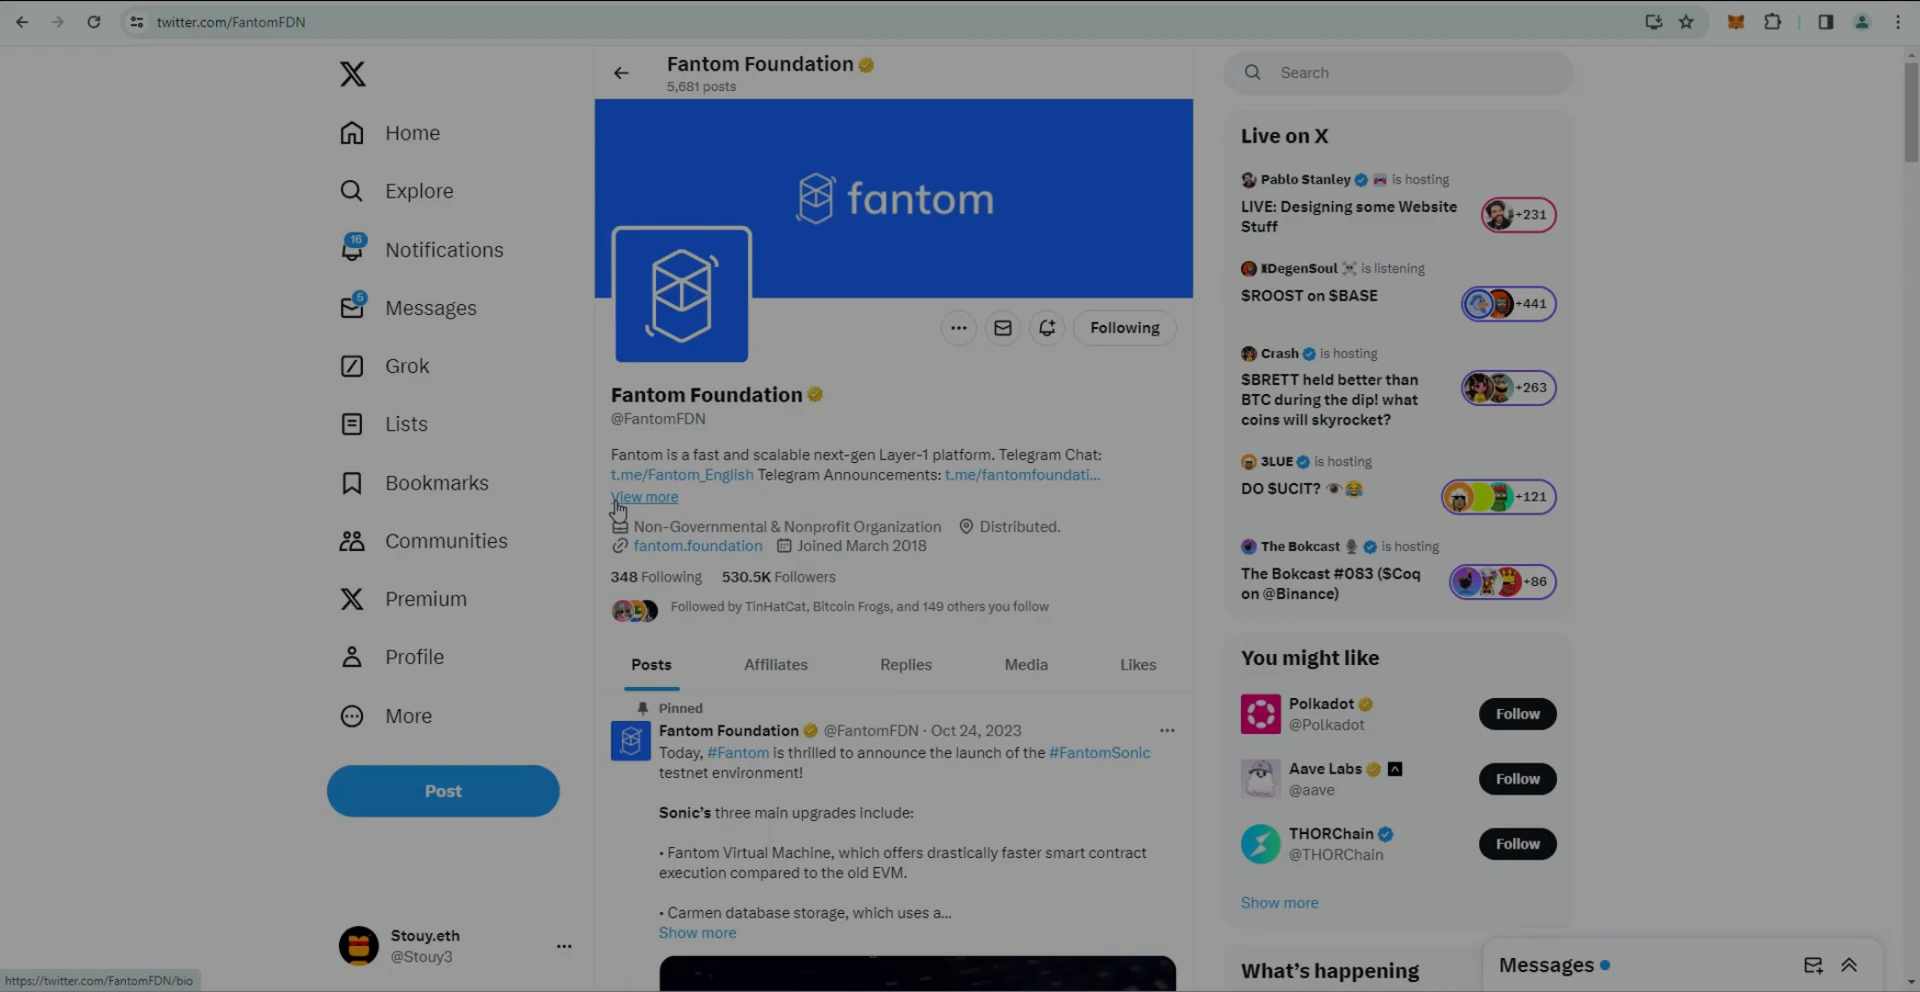 twitter.com/FantomFDN
Home
Explore
16
Notifications
5
Messages
Grok
Lists
Bookmarks
Communities
Premium
Profile
More
Post
Stouy.eth
@Stouy3
https://twitter.com/FantomFDN/bio
Fantom Foundation
5,681 posts
fantom
Following
Fantom Foundation
@FantomFDN
Fantom is a fast and scalable next-gen Layer-1 platform. Telegram Chat:
t.me/Fantom_English Telegram Announcements: t.me/fantomfoundati...
View more
Non-Governmental & Nonprofit Organization Distributed.
fantom.foundation Joined March 2018
348 Following 530.5K Followers
Followed by TinHatCat, Bitcoin Frogs, and 149 others you follow
Posts Affiliates Replies Media Likes
Pinned
Fantom Foundation @FantomFDN · Oct 24, 2023
Today, #Fantom is thrilled to announce the launch of the #FantomSonic
testnet environment!
Sonic's three main upgrades include:
• Fantom Virtual Machine, which offers drastically faster smart contract
execution compared to the old EVM.
• Carmen database storage, which uses a...
Show more
Search
Live on X
Pablo Stanley is hosting
LIVE: Designing some Website
Stuff
+231
DegenSoul is listening
$ROOST on $BASE
+441
Crash is hosting
$BRETT held better than
BTC during the dip! what
coins will skyrocket?
+263
3LUE is hosting
DO $UCIT? 👁️😂
+121
The Bokcast 🎙️ is hosting
The Bokcast #083 ($Coq
on @Binance)
+86
You might like
Polkadot
@Polkadot
Follow
Aave Labs
@aave
Follow
THORChain
@THORChain
Follow
Show more
What's happening
Messages